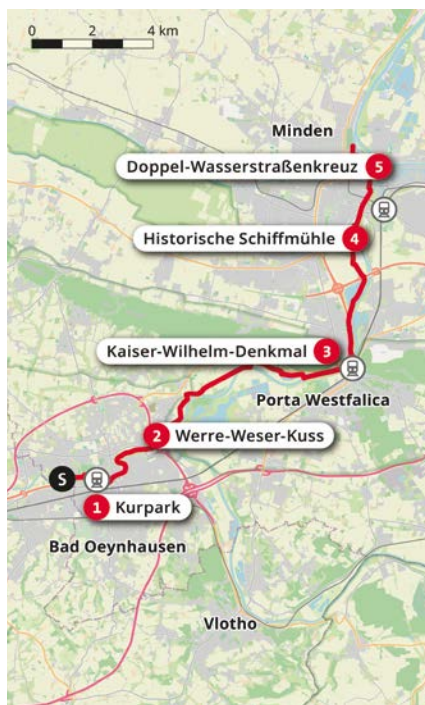 0 2 4 km
Minden
Doppel-Wasserstraßenkreuz 5
Historische Schiffmühle 4
Kaiser-Wilhelm-Denkmal 3
Porta Westfalica
2 Werre-Weser-Kuss
S
1 Kurpark
Bad Oeynhausen
Vlotho